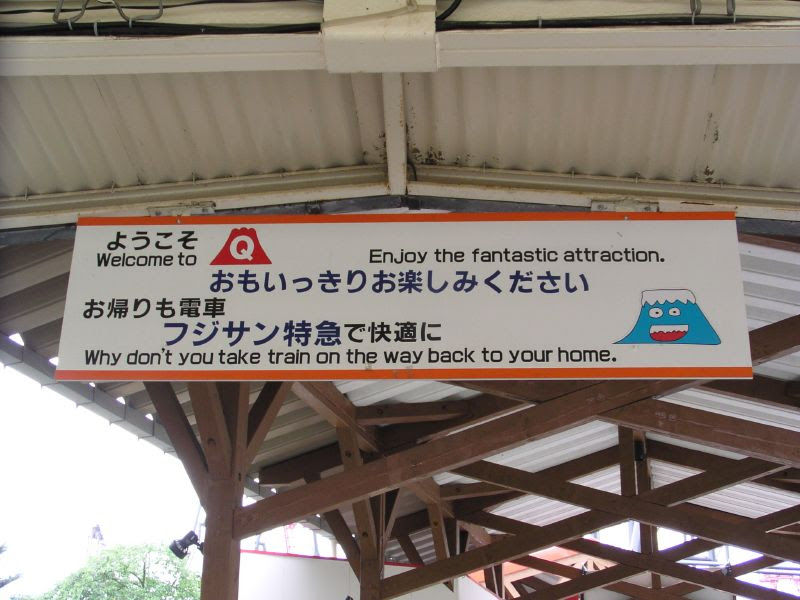 ようこそ
Welcome to Q Enjoy the fantastic attraction.
おもいっきりお楽しみください
お帰りも電車
フジサン特急で快適に
Why don't you take train on the way back to your home.